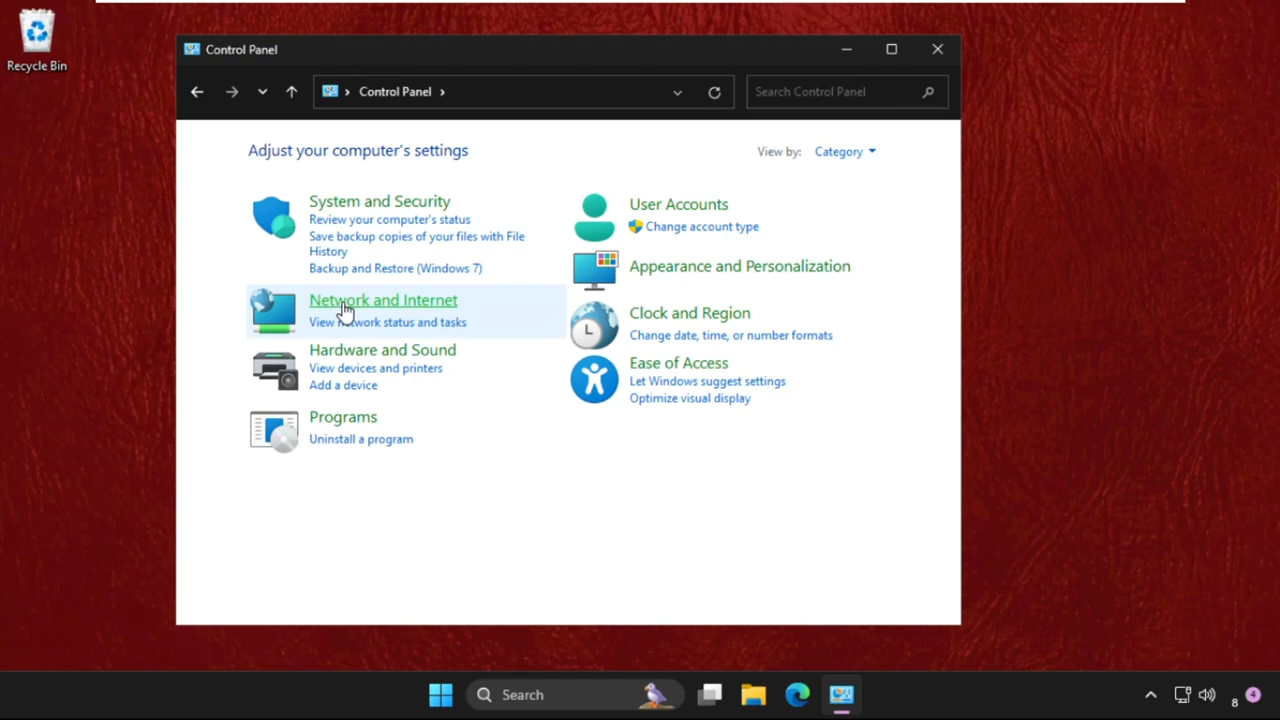 Recycle Bin
Control Panel
Control Panel
Search Control Panel
Adjust your computer's settings
View by: Category
System and Security
Review your computer's status
Save backup copies of your files with File
History
Backup and Restore (Windows 7)
Network and Internet
View network status and tasks
Hardware and Sound
View devices and printers
Add a device
Programs
Uninstall a program
User Accounts
Change account type
Appearance and Personalization
Clock and Region
Change date, time, or number formats
Ease of Access
Let Windows suggest settings
Optimize visual display
Search
8
4